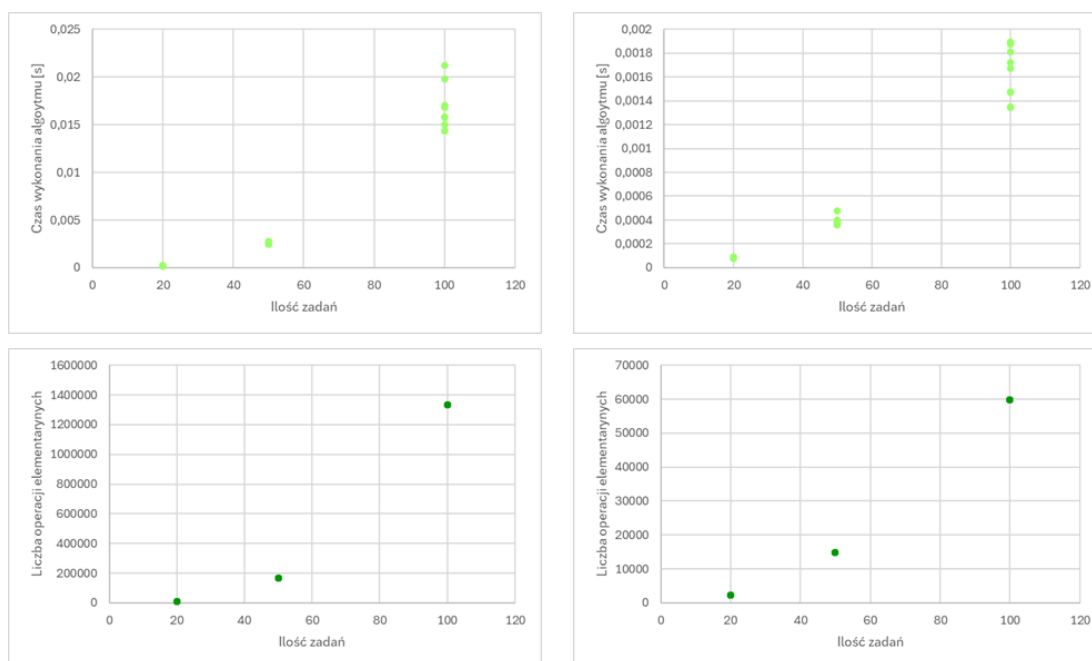 0,025
0,02
0,015
0,01
0,005
0
0 20 40 60 80 100 120
Czas wykonania algoytmu [s]
Ilość zadań
0,002
0,0018
0,0016
0,0014
0,0012
0,001
0,0008
0,0006
0,0004
0,0002
0
0 20 40 60 80 100 120
Czas wykonania algoytmu [s]
Ilość zadań
1600000
1400000
1200000
1000000
800000
600000
400000
200000
0
0 20 40 60 80 100 120
Liczba operacji elementarynych
Ilość zadań
70000
60000
50000
40000
30000
20000
10000
0
0 20 40 60 80 100 120
Liczba operacji elementarynych
Ilość zadań